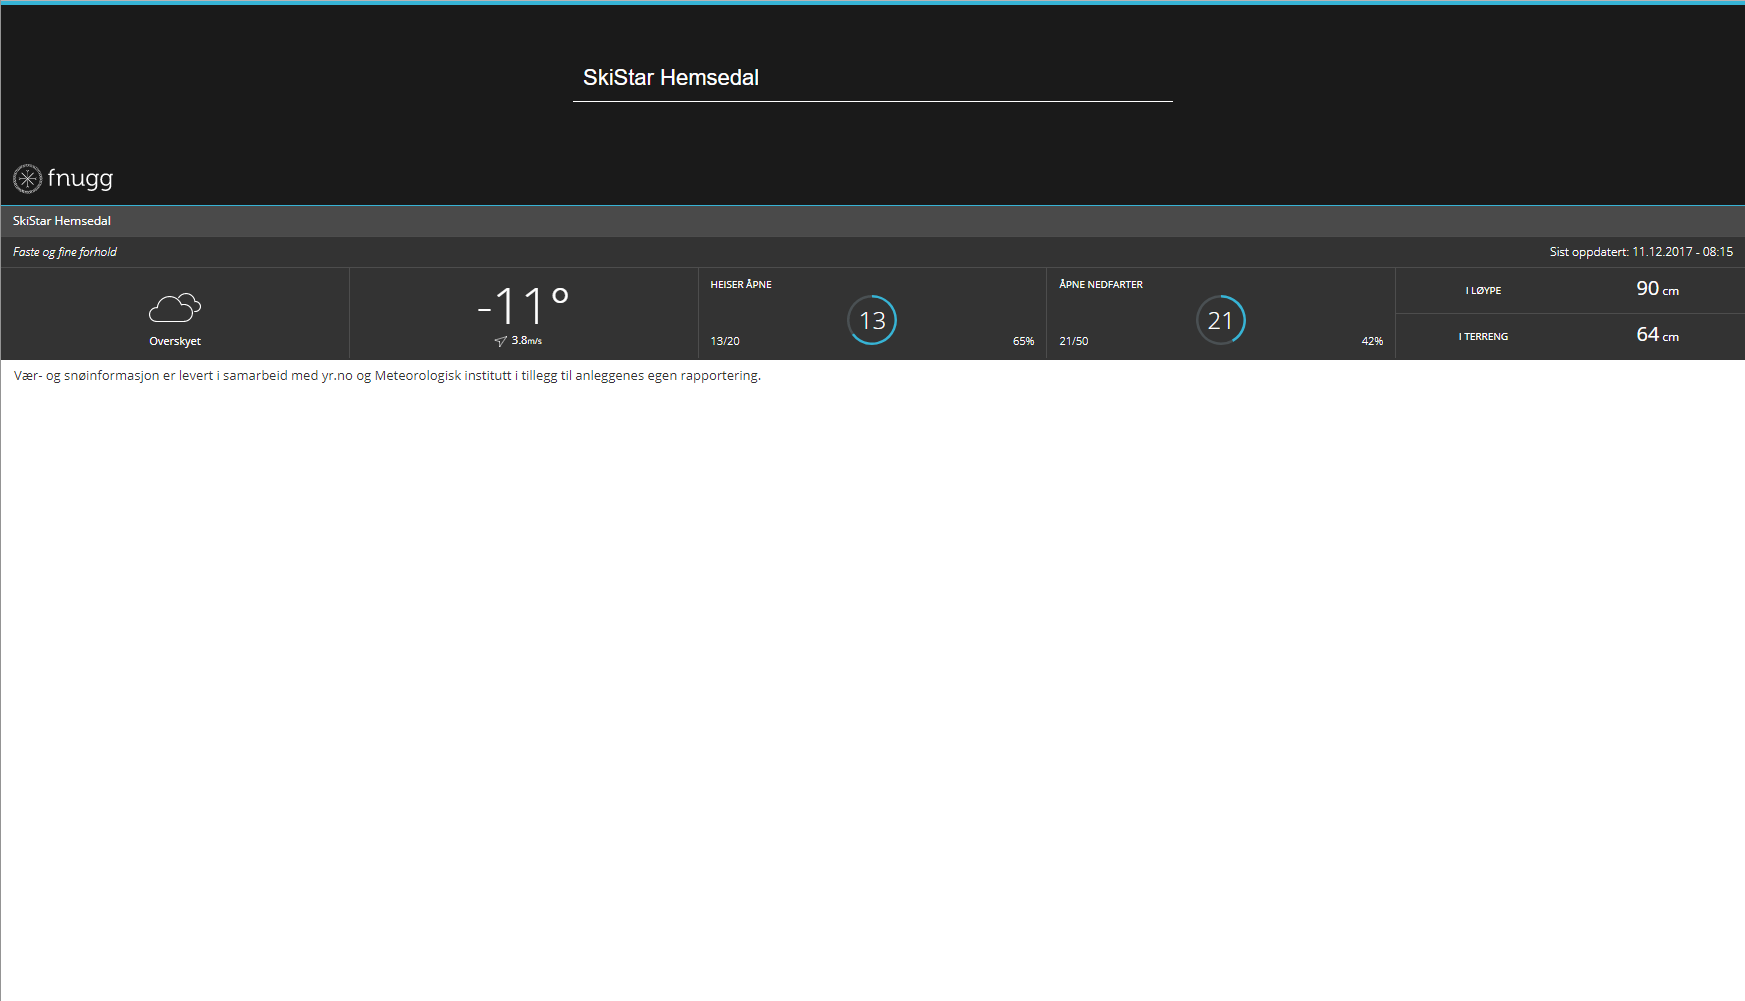 SkiStar Hemsedal
fnugg
SkiStar Hemsedal
Faste og fine forhold
Sist oppdatert: 11.12.2017 - 08:15
Overskyet
-11°
3.8m/s
HEISER ÅPNE
13
13/20
65%
ÅPNE NEDFARTER
21
21/50
42%
I LØYPE
90 cm
I TERRENG
64 cm
Vær- og snøinformasjon er levert i samarbeid med yr.no og Meteorologisk institutt i tillegg til anleggenes egen rapportering.